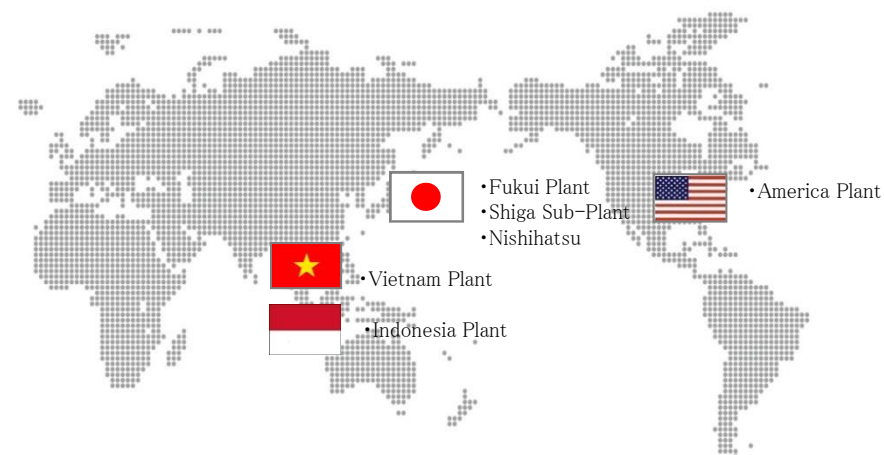 ・Fukui Plant
・Shiga Sub-Plant
・Nishihatsu
・America Plant
・Vietnam Plant
・Indonesia Plant